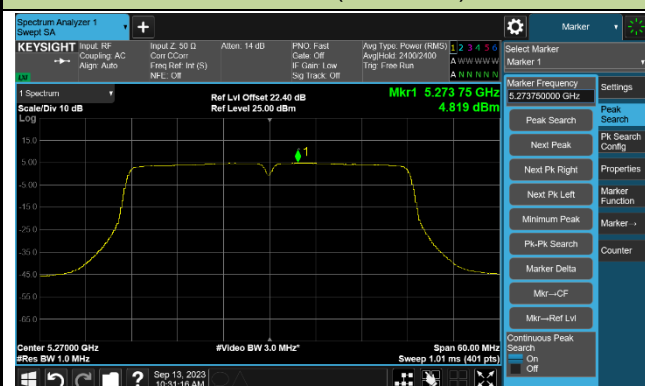 Spectrum Analyzer 1
Swept SA
Marker
KEYSIGHT
Input: RF
Coupling: AC
Align: Auto
Input Z: 50 Ω
Corr CCorr
Freq Ref: Int (S)
NFE: Off
Atten: 14 dB
PNO: Fast
Gate: Off
IF Gain: Low
Sig Track: Off
Avg Type: Power (RMS)
Avg|Hold: 2400/2400
Trig: Free Run
1 2 3 4 5 6
A W W W W W
A N N N N N
Select Marker
Marker 1
1 Spectrum
Scale/Div 10 dB
Log
Ref Lvl Offset 22.40 dB
Ref Level 25.00 dBm
Mkr1 5.273 75 GHz
4.819 dBm
15.0
5.00
-5.00
-15.0
-25.0
-35.0
-45.0
-55.0
-65.0
1
Center 5.27000 GHz
#Res BW 1.0 MHz
#Video BW 3.0 MHz*
Span 60.00 MHz
Sweep 1.01 ms (401 pts)
Marker Frequency
5.273750000 GHz
Peak Search
Next Peak
Next Pk Right
Next Pk Left
Minimum Peak
Pk-Pk Search
Marker Delta
Mkr→CF
Mkr→Ref Lvl
Continuous Peak
Search
On
Off
Settings
Peak
Search
Pk Search
Config
Properties
Marker
Function
Marker→
Counter
Sep 13, 2023
10:31:16 AM